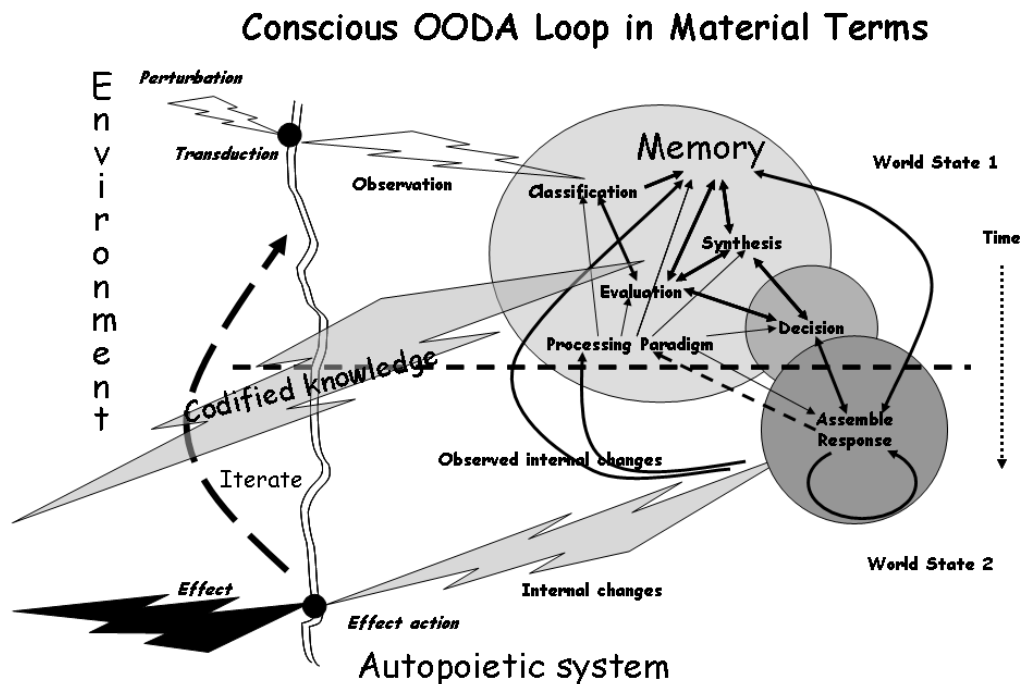 Conscious OODA Loop in Material Terms
Environment
Perturbation
Transduction
Observation
Memory
Classification
World State 1
Synthesis
Time
Evaluation
Decision
Processing Paradigm
Codified knowledge
Assemble
Response
Observed internal changes
Iterate
World State 2
Effect
Internal changes
Effect action
Autopoietic system